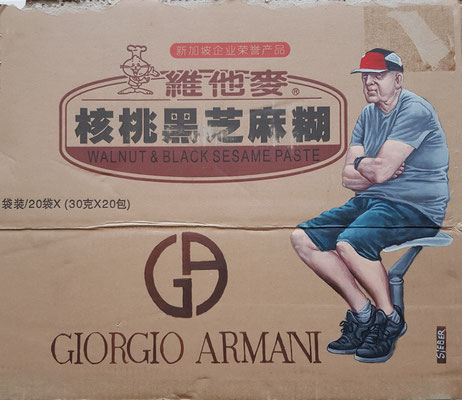 新加坡企业荣誉产品
維他麥®
核桃黑芝麻糊
WALNUT & BLACK SESAME PASTE
袋装/20袋X (30克X20包)
GA
GIORGIO ARMANI
SIEBER